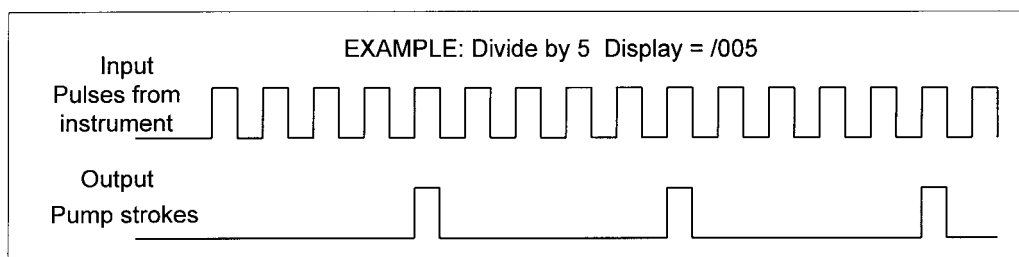 EXAMPLE: Divide by 5 Display = /005
Input
Pulses from
instrument
Output
Pump strokes